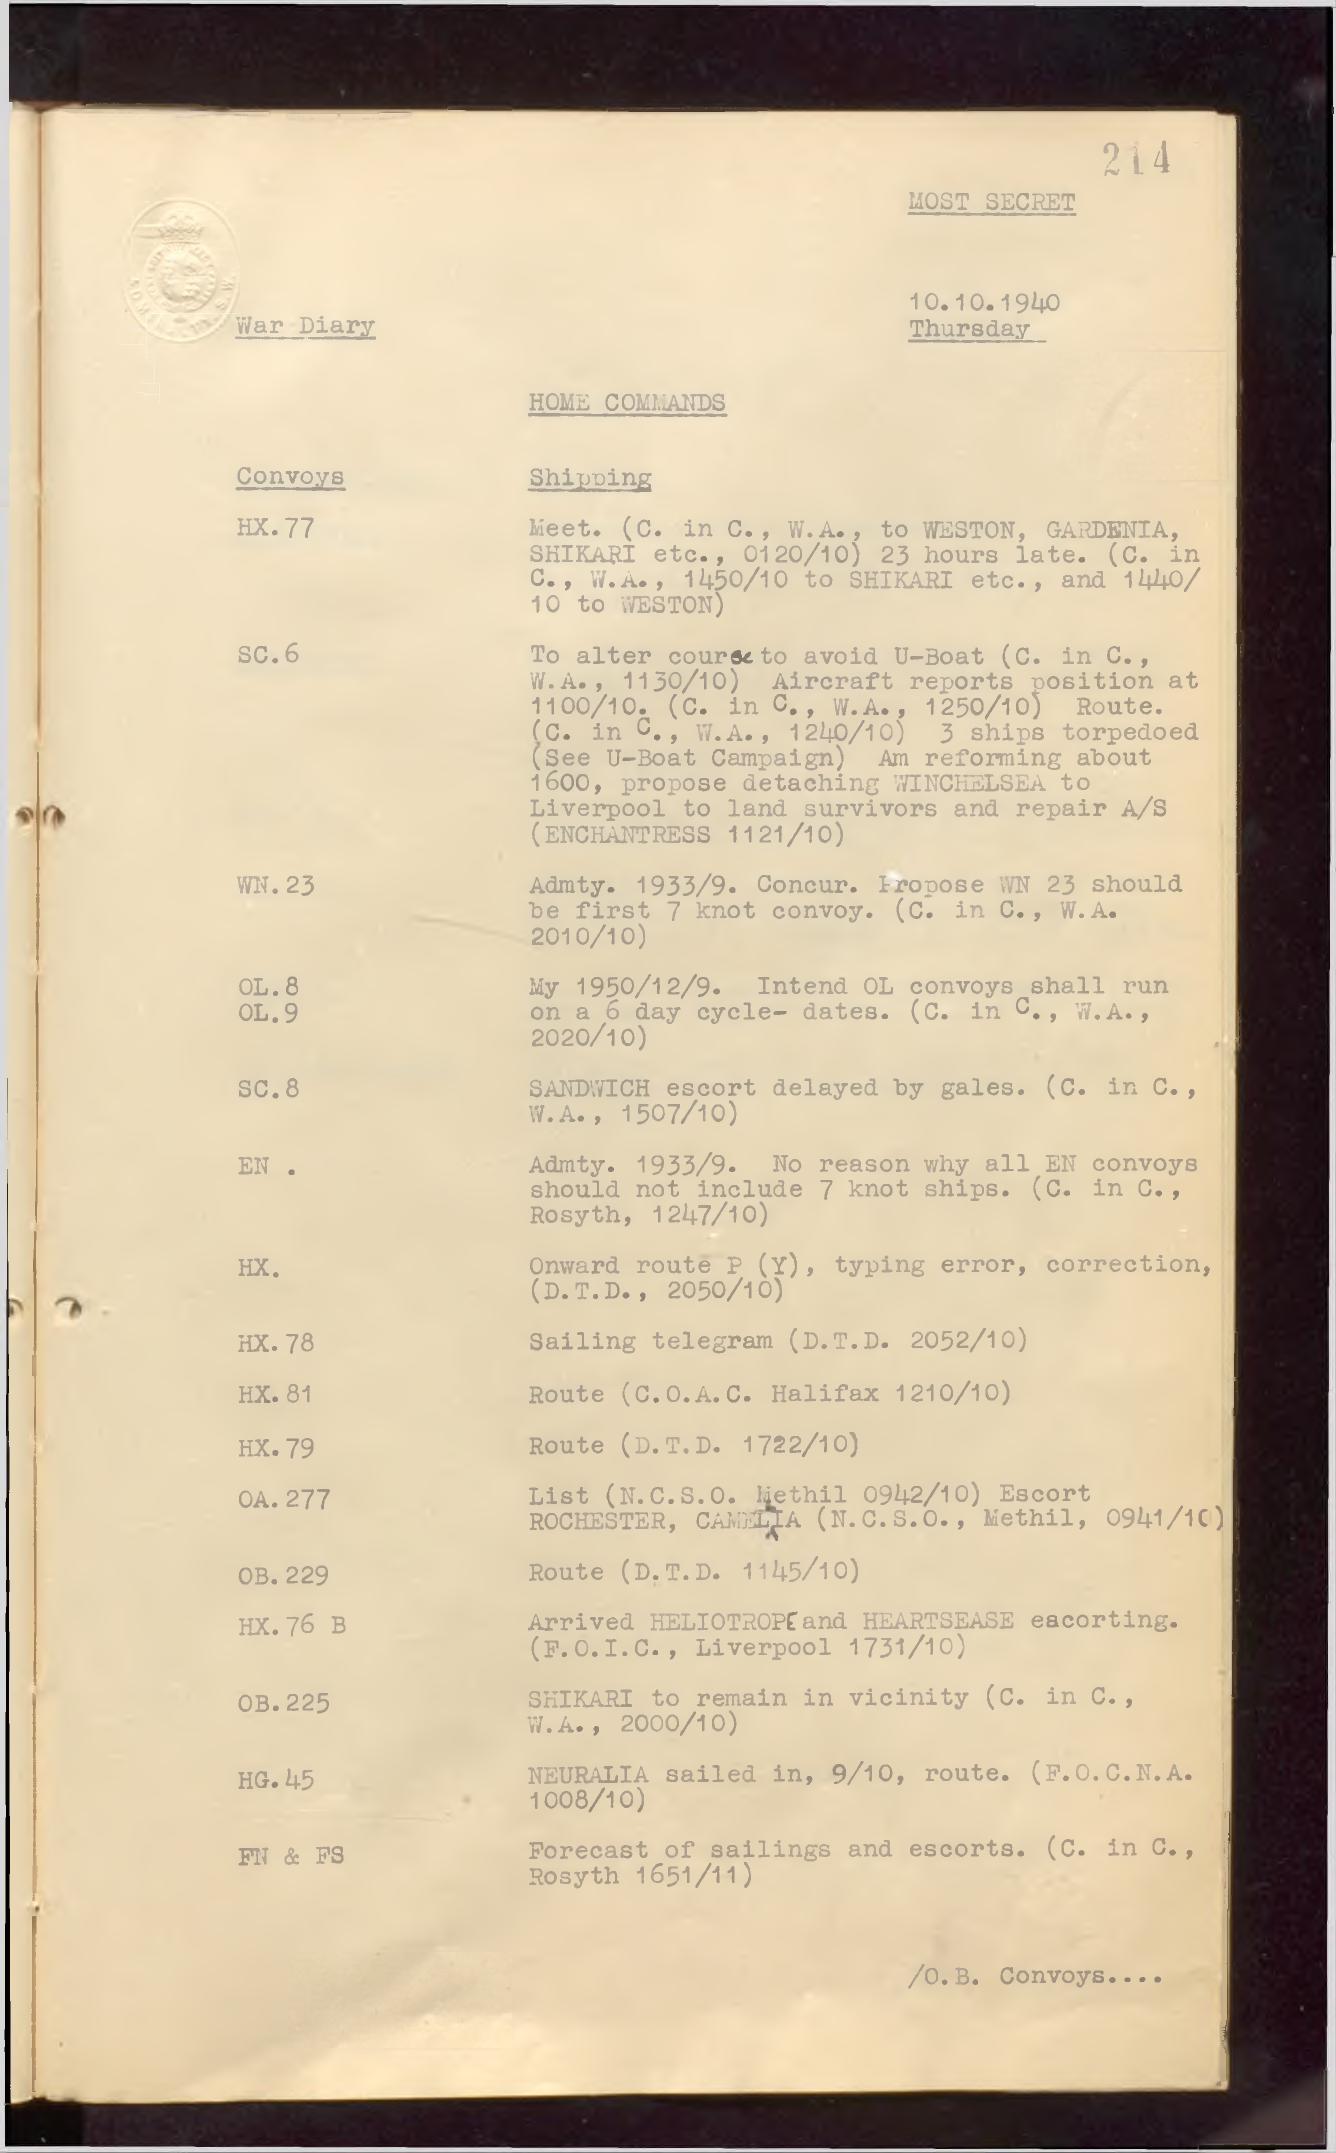 214
MOST SECRET
10.10.1940
War Diary
Thursday
HOME COMMANDS
Convoys
Shipping
HX.77
Meet. (C. in C., W.A., to WESTON, GARDENIA,
SHIKARI etc., 0120/10) 23 hours late. (C. in
C., W.A., 1450/10 to SHIKARI etc., and 1440/
10 to WESTON)
SC.6
To alter course to avoid U-Boat (C. in C.,
W.A., 1130/10) Aircraft reports position at
1100/10. (C. in C., W.A., 1250/10) Route.
(C. in C., W.A., 1240/10) 3 ships torpedoed
(See U-Boat Campaign) Am reforming about
1600, propose detaching WINCHELSEA to
Liverpool to land survivors and repair A/S
(ENCHANTRESS 1121/10)
WN.23
Admty. 1933/9. Concur. Propose WN 23 should
be first 7 knot convoy. (C. in C., W.A.
2010/10)
OL.8
OL.9
My 1950/12/9. Intend OL convoys shall run
on a 6 day cycle- dates. (C. in C., W.A.,
2020/10)
SC.8
SANDWICH escort delayed by gales. (C. in C.,
W.A., 1507/10)
EN .
Admty. 1933/9. No reason why all EN convoys
should not include 7 knot ships. (C. in C.,
Rosyth, 1247/10)
HX.
Onward route P (Y), typing error, correction,
(D.T.D., 2050/10)
HX.78
Sailing telegram (D.T.D. 2052/10)
HX.81
Route (C.O.A.C. Halifax 1210/10)
HX.79
Route (D.T.D. 1722/10)
OA.277
List (N.C.S.O. Methil 0942/10) Escort
ROCHESTER, CAMELIA (N.C.S.O., Methil, 0941/10)
OB.229
Route (D.T.D. 1145/10)
HX.76 B
Arrived HELIOTROPE and HEARTSEASE eacorting.
(F.O.I.C., Liverpool 1731/10)
OB.225
SHIKARI to remain in vicinity (C. in C.,
W.A., 2000/10)
HG.45
NEURALIA sailed in, 9/10, route. (F.O.C.N.A.
1008/10)
FN & FS
Forecast of sailings and escorts. (C. in C.,
Rosyth 1651/11)
/O.B. Convoys....